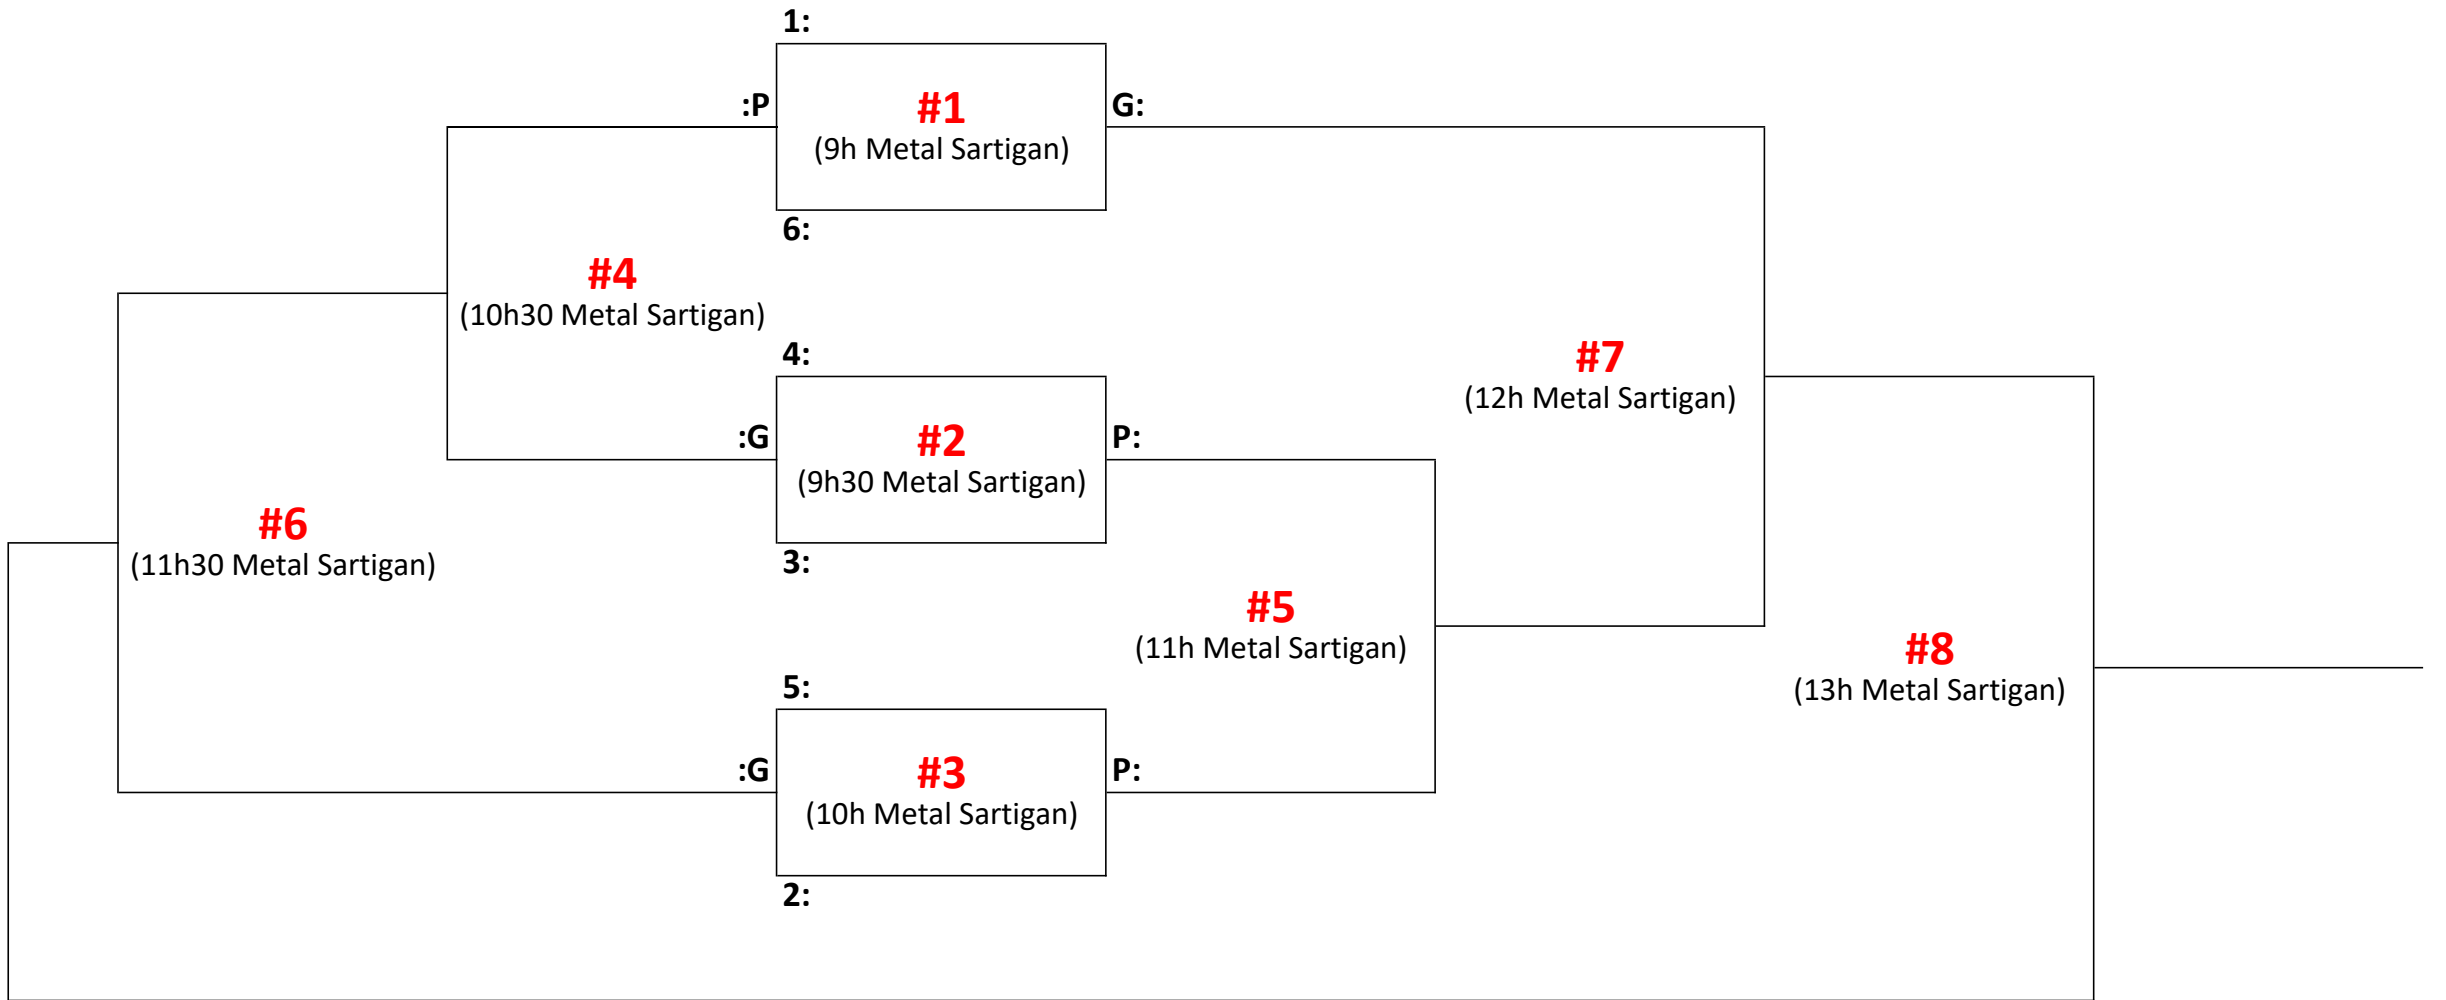 1:
:P
#1
G:
(9h Metal Sartigan)
6:
#4
(10h30 Metal Sartigan)
4:
#7
(12h Metal Sartigan)
:G
#2
P:
(9h30 Metal Sartigan)
#6
(11h30 Metal Sartigan)
3:
#5
(11h Metal Sartigan)
#8
(13h Metal Sartigan)
5:
:G
#3
P:
(10h Metal Sartigan)
2: